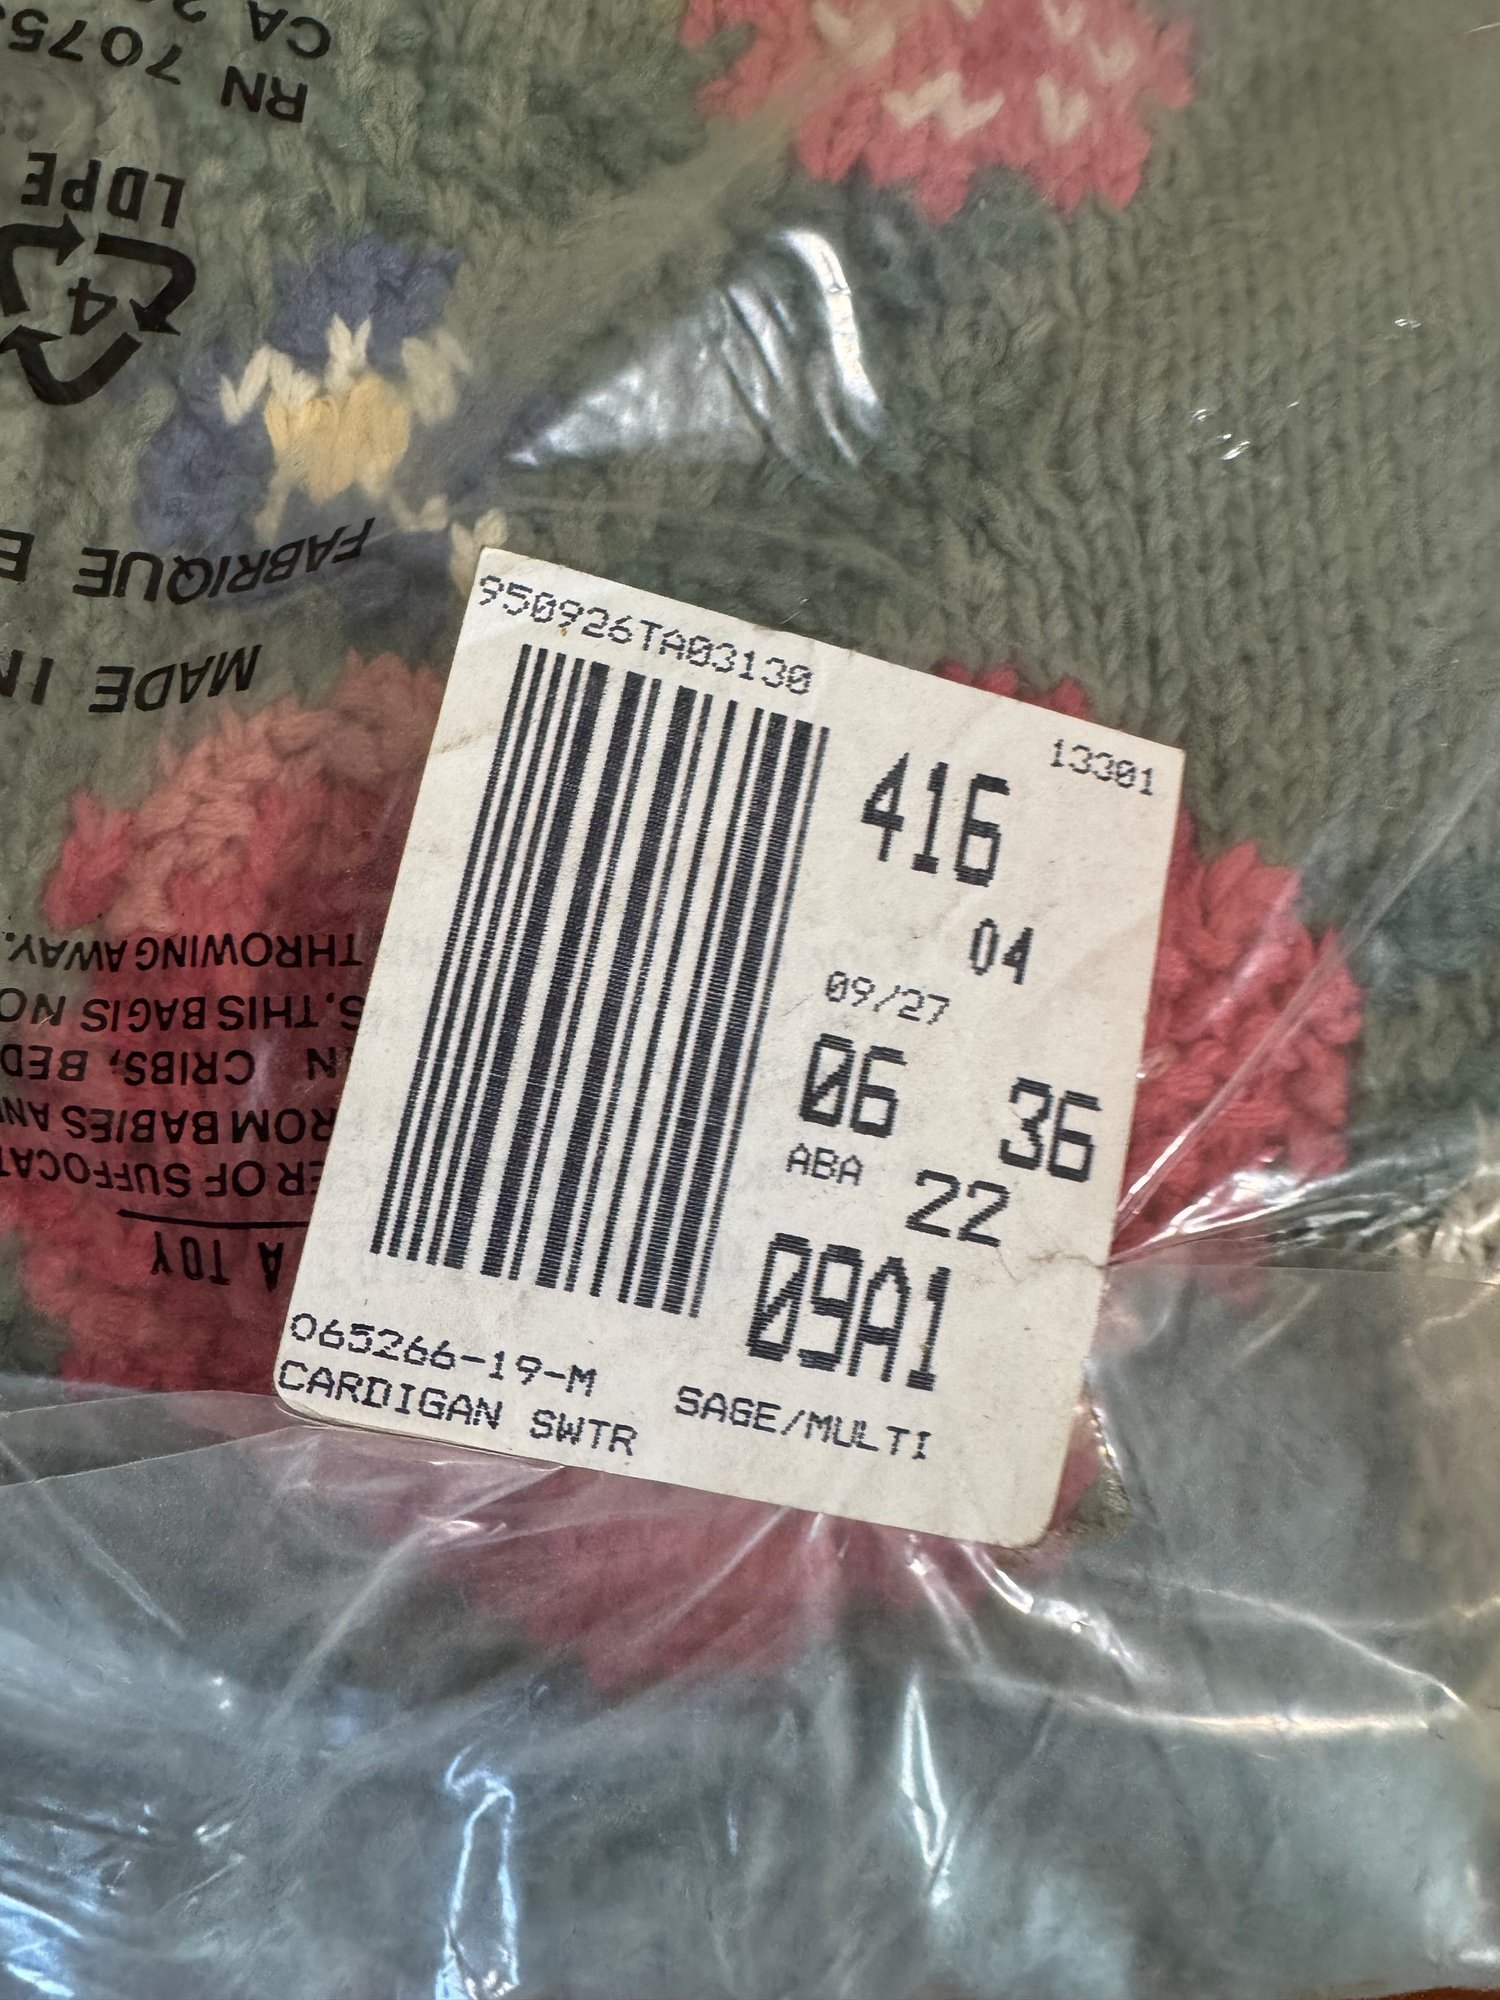 950926TA03130
13301
416
04
09/27
06 36
ABA 22
09A1
065266-19-M
CARDIGAN SWTR SAGE/MULTI
A TOY
ER OF SUFFOCAT
ROM BABIES AN
N CRIBS, BED
S, THIS BAG IS NO
THROWING AWAY.
MADE IN
FABRIQUE E
4
LDPE
RN 7075
CA 2